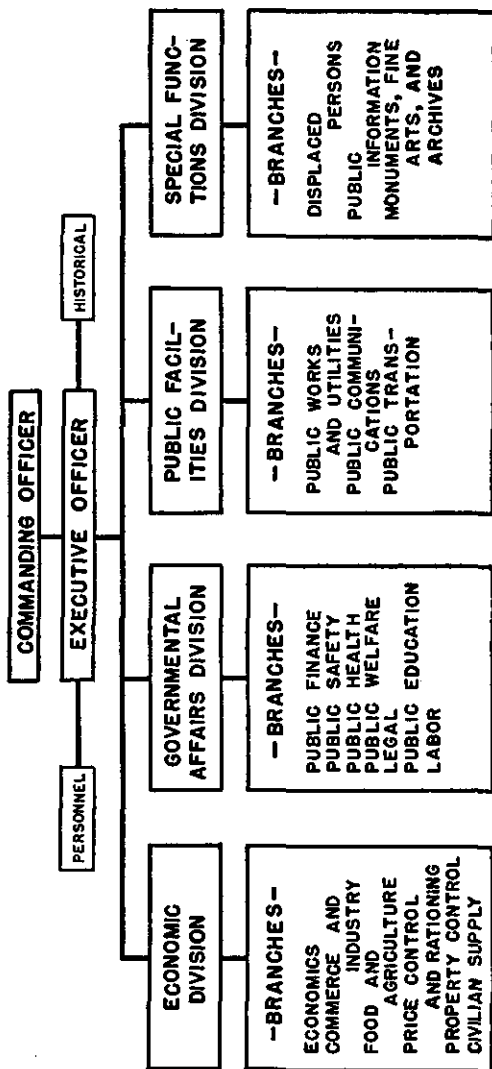 COMMANDING OFFICER
EXECUTIVE OFFICER
PERSONNEL
HISTORICAL
ECONOMIC
DIVISION
—BRANCHES—
ECONOMICS
COMMERCE AND
INDUSTRY
FOOD AND
AGRICULTURE
PRICE CONTROL
AND RATIONING
PROPERTY CONTROL
CIVILIAN SUPPLY
GOVERNMENTAL
AFFAIRS DIVISION
—BRANCHES—
PUBLIC FINANCE
PUBLIC SAFETY
PUBLIC HEALTH
PUBLIC WELFARE
LEGAL
PUBLIC EDUCATION
LABOR
PUBLIC FACIL-
ITIES DIVISION
—BRANCHES—
PUBLIC WORKS
AND UTILITIES
PUBLIC COMMUNI-
CATIONS
PUBLIC TRANS-
PORTATION
SPECIAL FUNC-
TIONS DIVISION
—BRANCHES—
DISPLACED
PERSONS
PUBLIC
INFORMATION
MONUMENTS, FINE
ARTS, AND
ARCHIVES